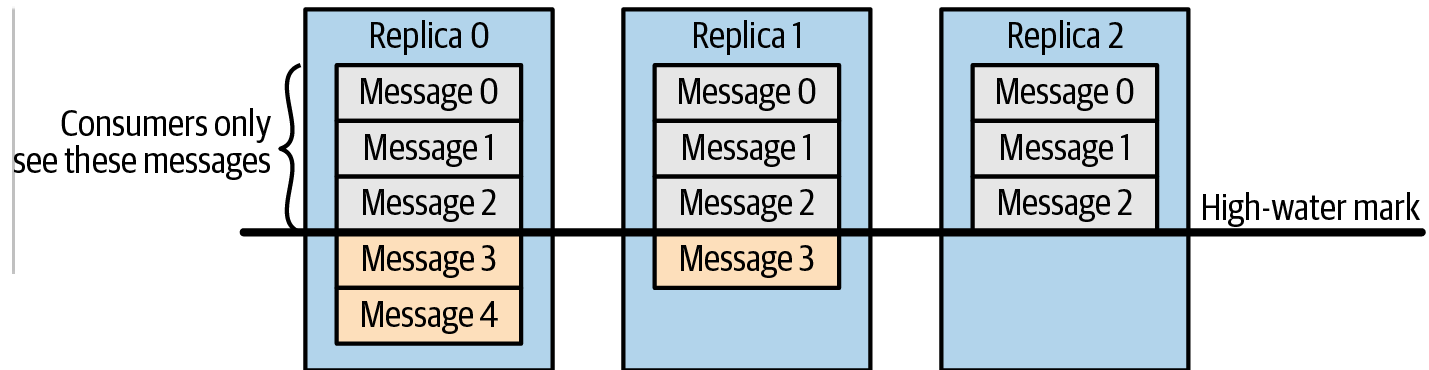 Replica 0
Message 0
Message 1
Message 2
Message 3
Message 4
Consumers only
see these messages
Replica 1
Message 0
Message 1
Message 2
Message 3
Replica 2
Message 0
Message 1
Message 2
High-water mark